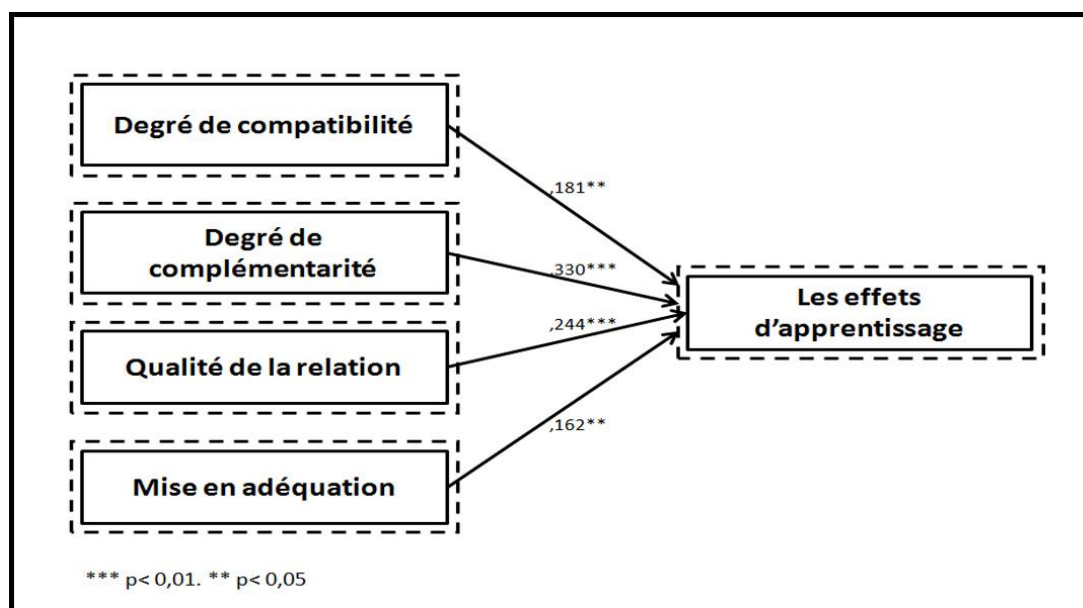 Degré de compatibilité
,181**
Degré de
complémentarité
,330***
Les effets
d'apprentissage
,244***
Qualité de la relation
,162**
Mise en adéquation
*** p< 0,01. ** p< 0,05